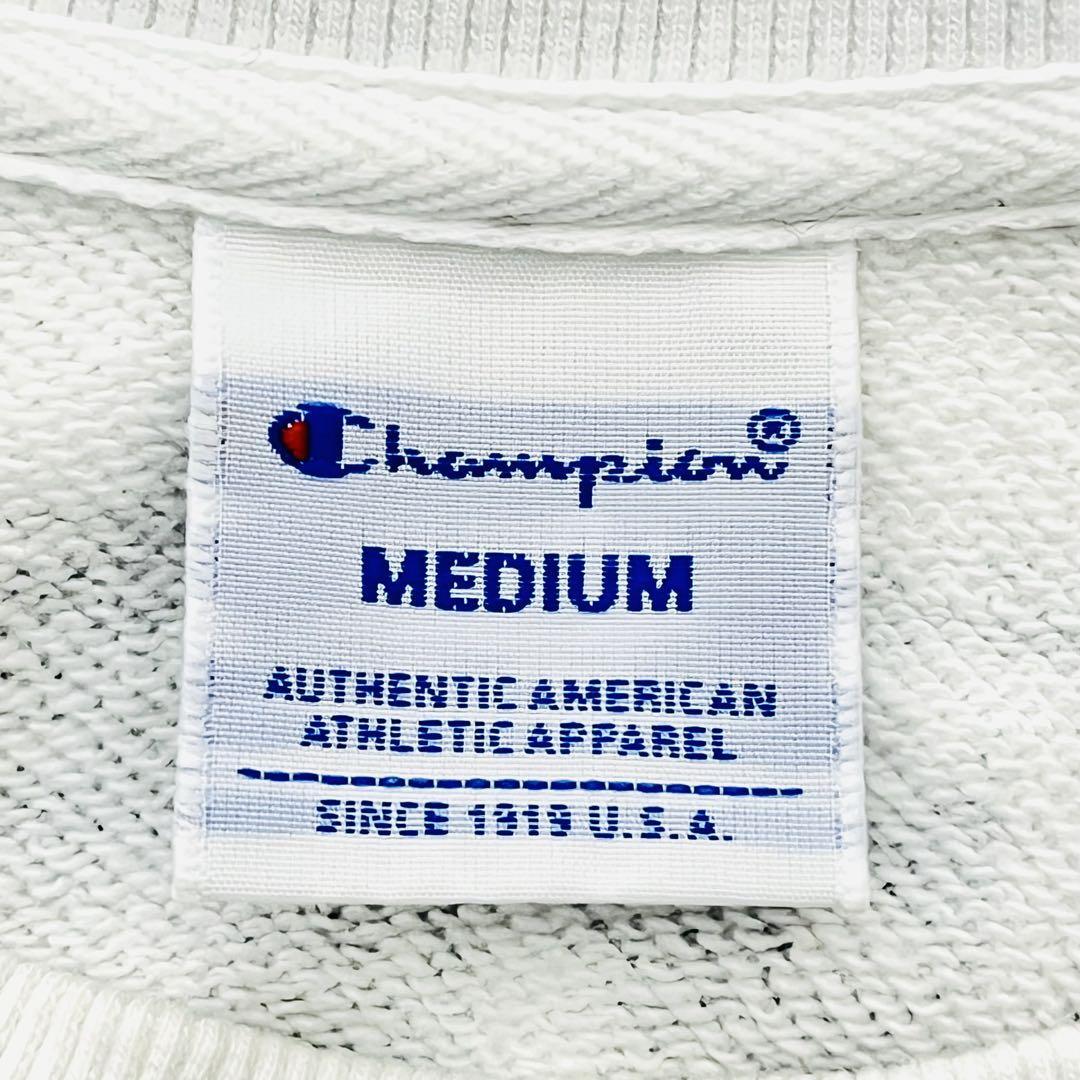 Champion®
MEDIUM
AUTHENTIC AMERICAN
ATHLETIC APPAREL
SINCE 1919 U.S.A.